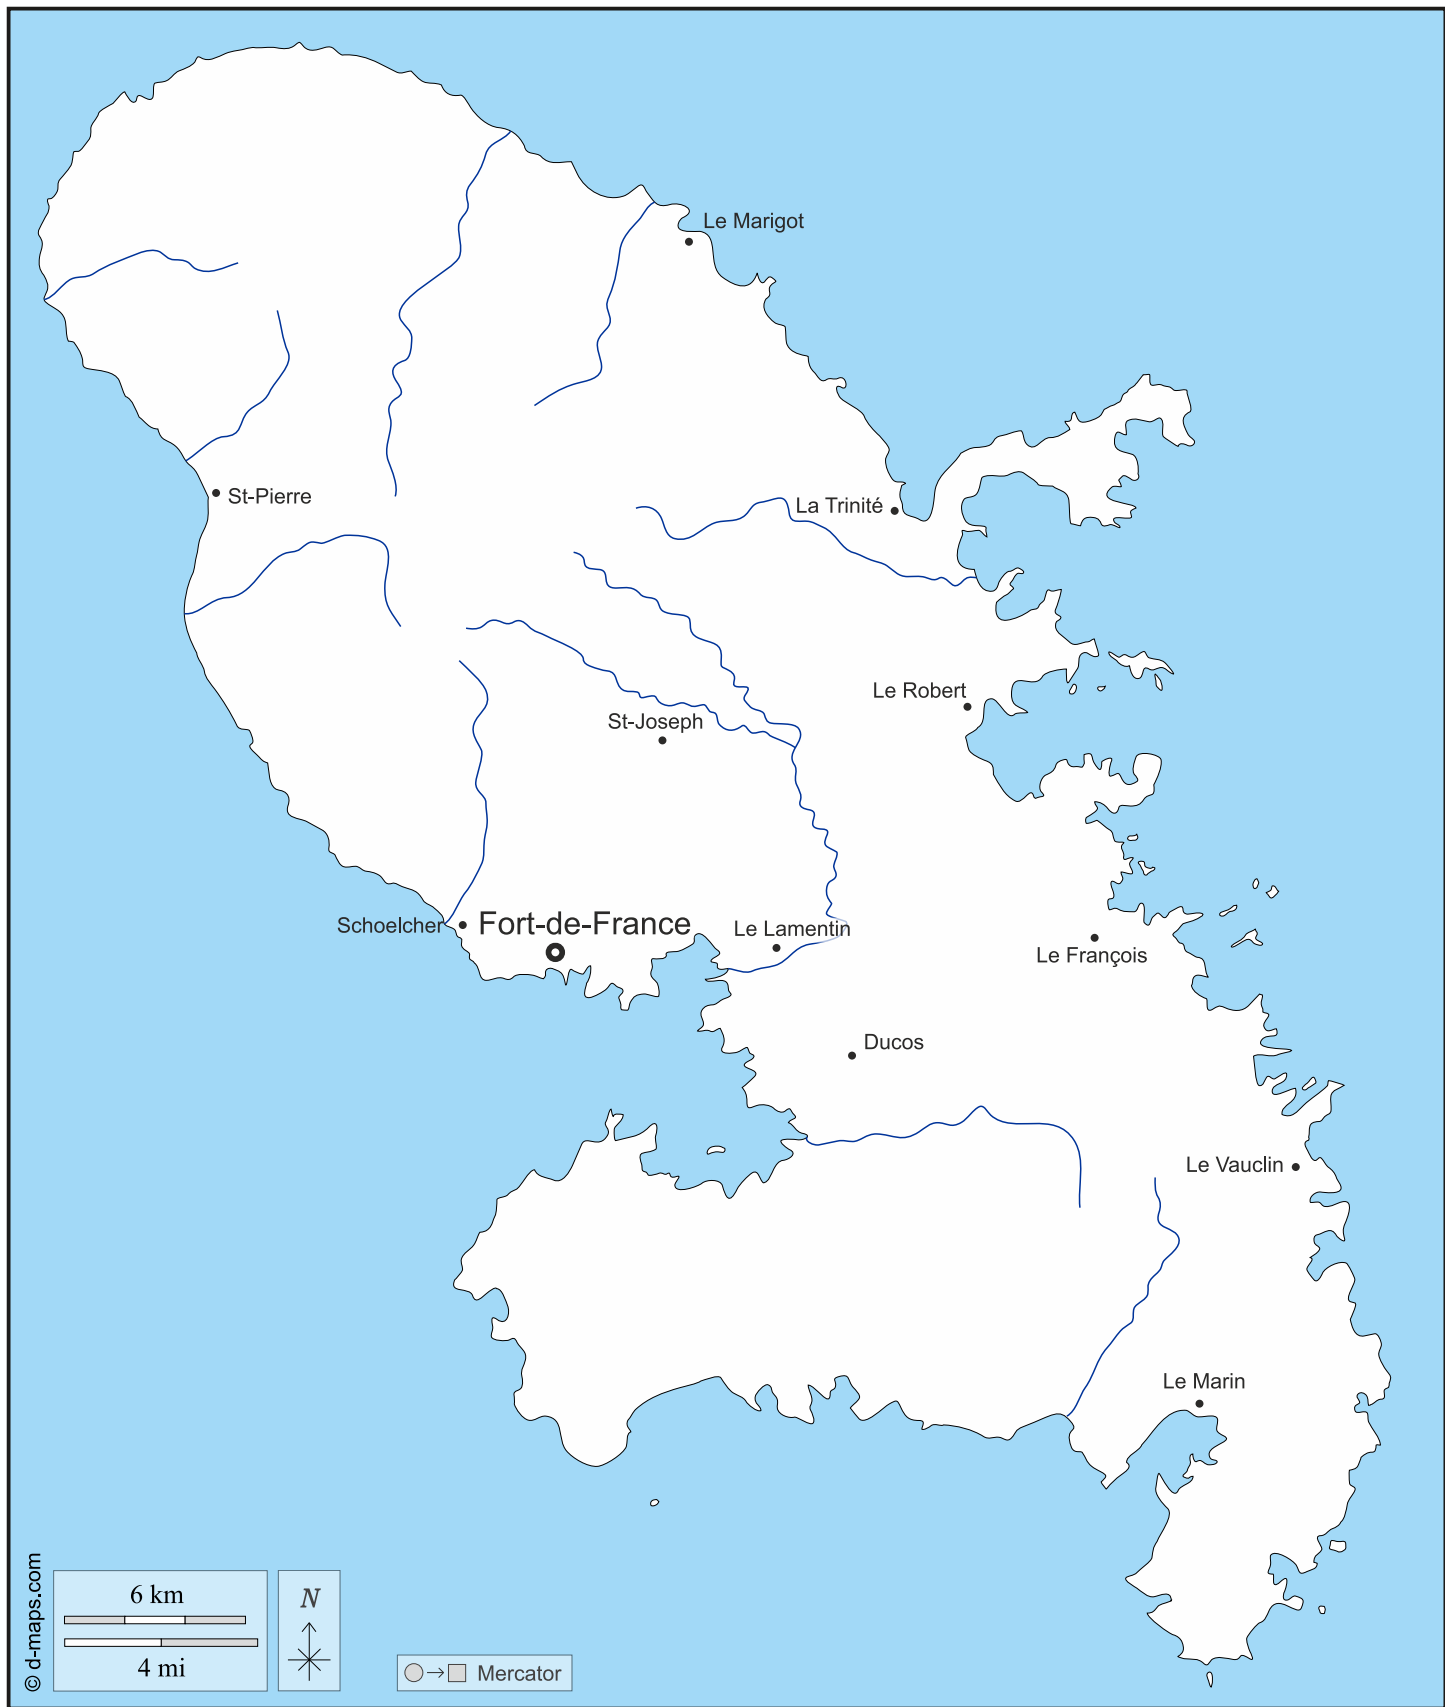 Le Marigot
St-Pierre
La Trinité
Le Robert
St-Joseph
Schoelcher
Fort-de-France
Le Lamentin
Le François
Ducos
Le Vauclin
Le Marin
© d-maps.com
6 km
4 mi
N
Mercator